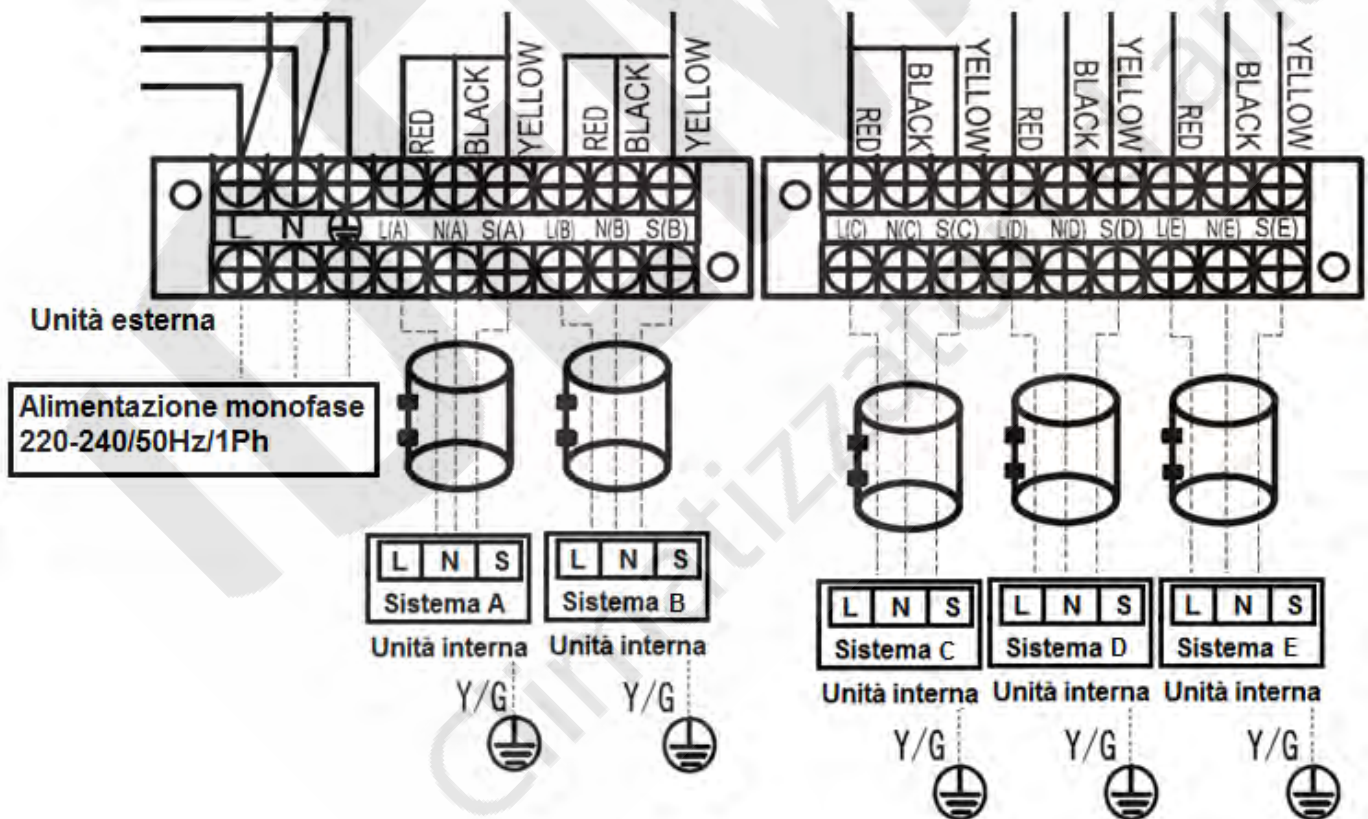 RED BLACK YELLOW RED BLACK YELLOW RED BLACK YELLOW RED BLACK YELLOW RED BLACK YELLOW
L N L(A) N(A) S(A) L(B) N(B) S(B) L(C) N(C) S(C) L(D) N(D) S(D) L(E) N(E) S(E)
Unità esterna
Alimentazione monofase
220-240/50Hz/1Ph
L N S L N S
Sistema A Sistema B
Unità interna Unità interna
Y/G Y/G
L N S L N S L N S
Sistema C Sistema D Sistema E
Unità interna Unità interna Unità interna
Y/G Y/G Y/G